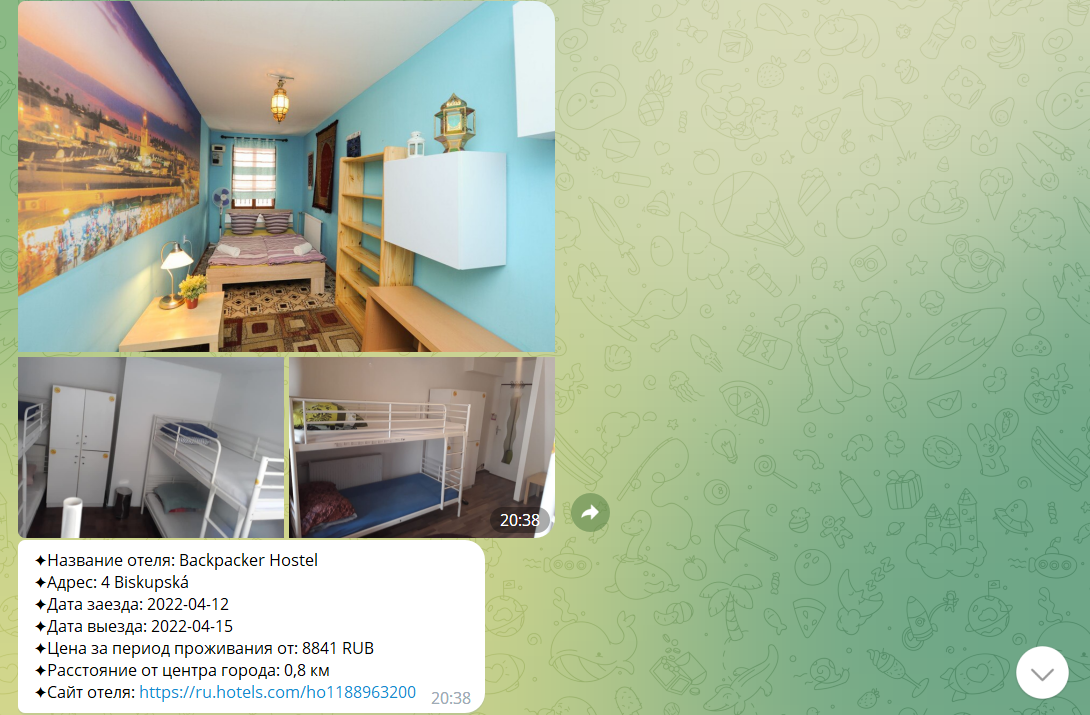 20:38
✦Название отеля: Backpacker Hostel
✦Адрес: 4 Biskupská
✦Дата заезда: 2022-04-12
✦Дата выезда: 2022-04-15
✦Цена за период проживания от: 8841 RUB
✦Расстояние от центра города: 0,8 км
✦Сайт отеля: https://ru.hotels.com/ho1188963200 20:38